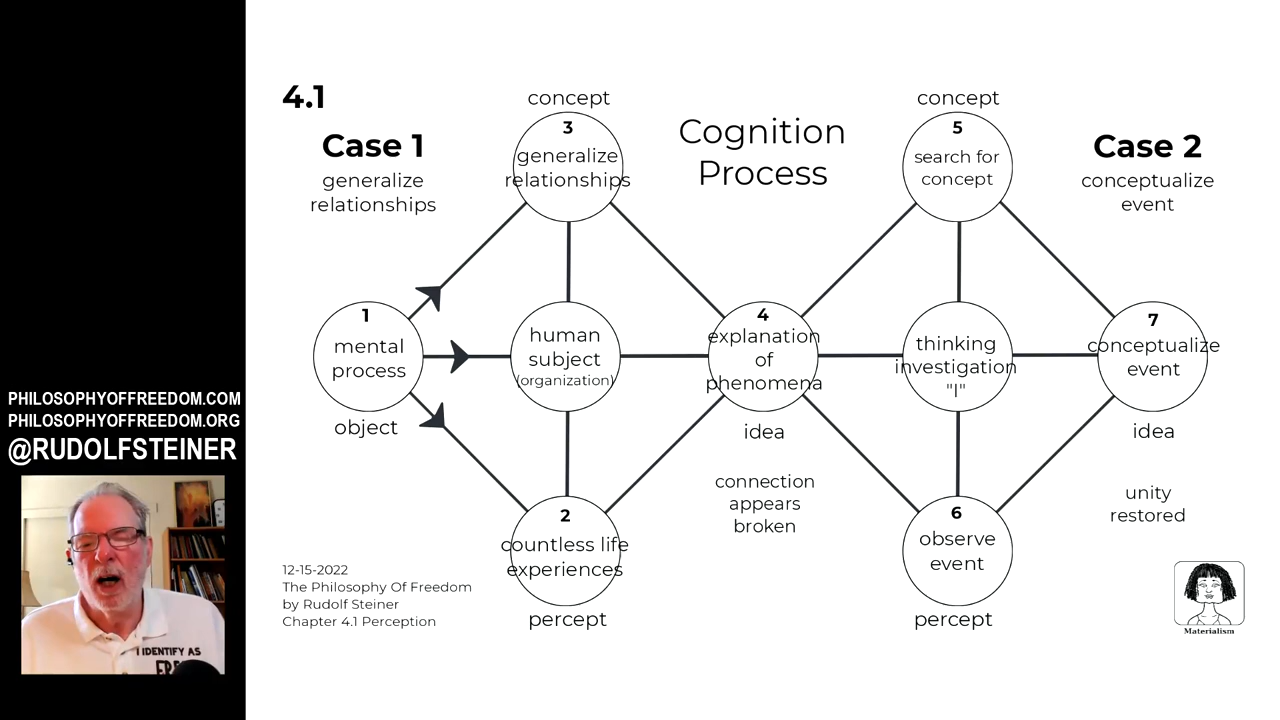 4.1
Case 1
generalize
relationships
Cognition
Process
Case 2
conceptualize
event
concept
3
generalize
relationships
concept
5
search for
concept
1
mental
process
object
human
subject
(organization)
4
explanation
of
phenomena
idea
connection
appears
broken
thinking
investigation
"I"
7
conceptualize
event
idea
unity
restored
2
countless life
experiences
percept
6
observe
event
percept
12-15-2022
The Philosophy Of Freedom
by Rudolf Steiner
Chapter 4.1 Perception
Materialism
PHILOSOPHYOFFREEDOM.COM
PHILOSOPHYOFFREEDOM.ORG
@RUDOLFSTEINER
I IDENTIFY AS